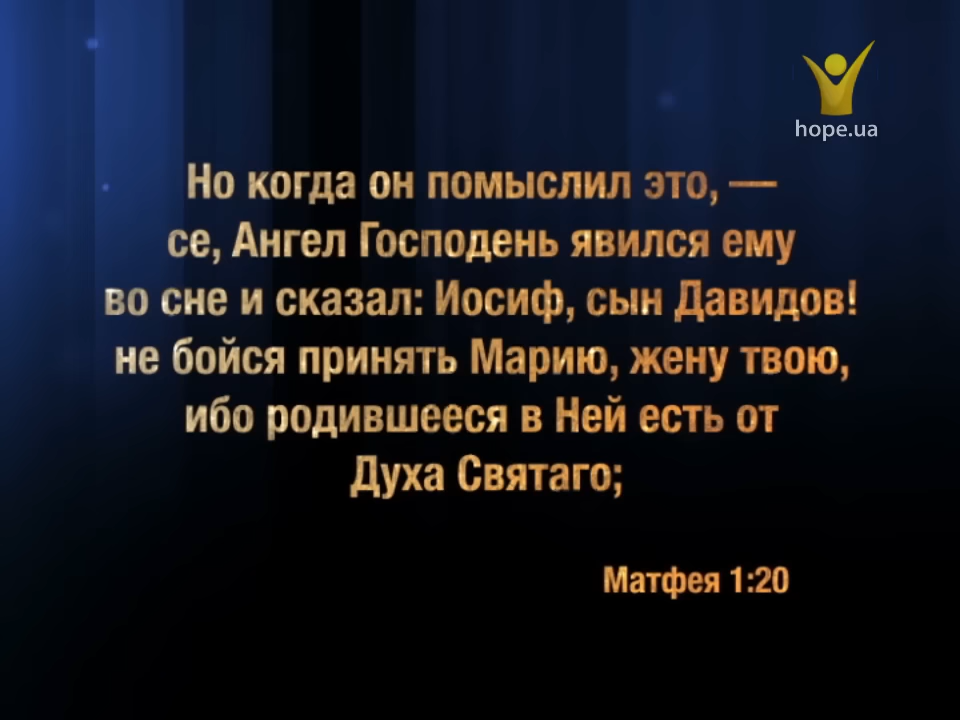 hope.ua
Но когда он помыслил это, —
се, Ангел Господень явился ему
во сне и сказал: Иосиф, сын Давидов!
не бойся принять Марию, жену твою,
ибо родившееся в Ней есть от
Духа Святаго;
Матфея 1:20